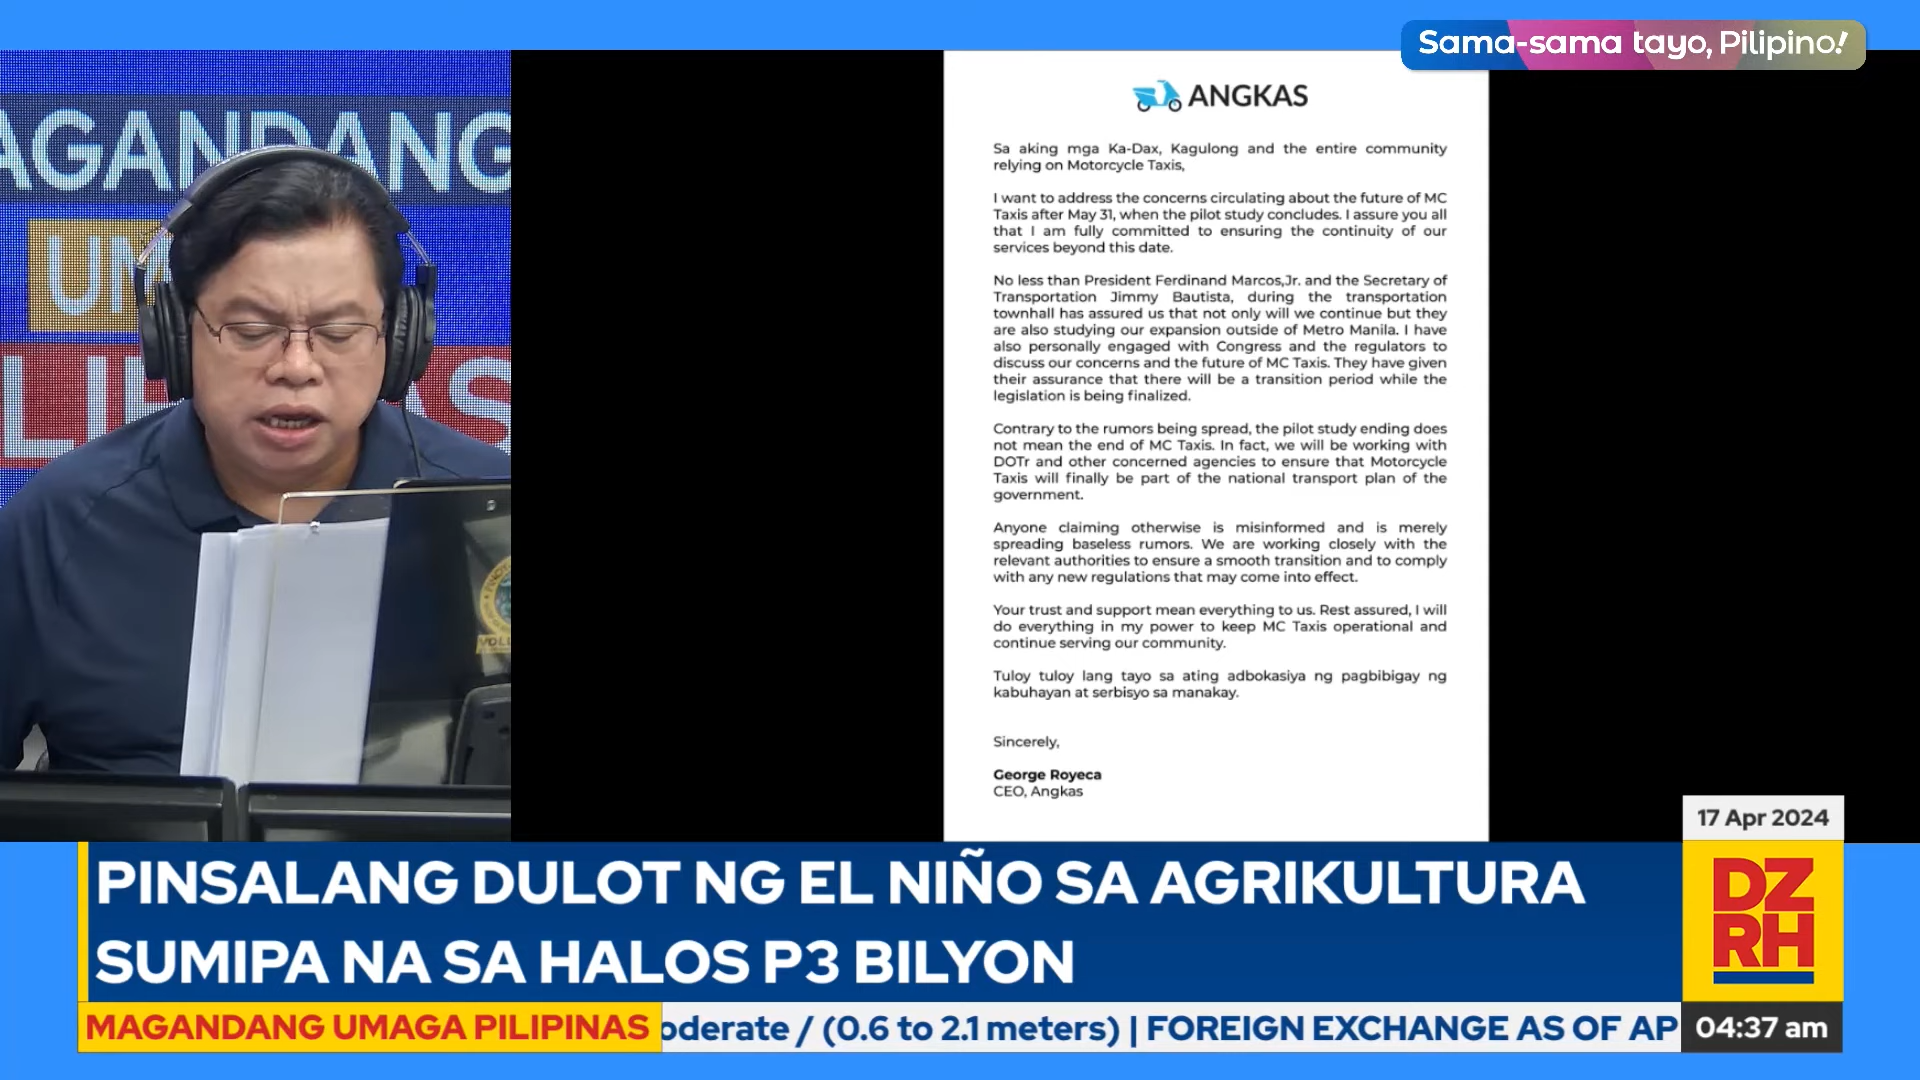 Sama-sama tayo, Pilipino!
AGANDANG
UM
ANGKAS
Sa aking mga Ka-Dax, Kagulong and the entire community
relying on Motorcycle Taxis,
I want to address the concerns circulating about the future of MC
Taxis after May 31, when the pilot study concludes. I assure you all
that I am fully committed to ensuring the continuity of our
services beyond this date.
No less than President Ferdinand Marcos,Jr. and the Secretary of
Transportation Jimmy Bautista, during the transportation
townhall has assured us that not only will we continue but they
are also studying our expansion outside of Metro Manila. I have
also personally engaged with Congress and the regulators to
discuss our concerns and the future of MC Taxis. They have given
their assurance that there will be a transition period while the
legislation is being finalized.
Contrary to the rumors being spread, the pilot study ending does
not mean the end of MC Taxis. In fact, we will be working with
DOTr and other concerned agencies to ensure that Motorcycle
Taxis will finally be part of the national transport plan of the
government.
Anyone claiming otherwise is misinformed and is merely
spreading baseless rumors. We are working closely with the
relevant authorities to ensure a smooth transition and to comply
with any new regulations that may come into effect.
Your trust and support mean everything to us. Rest assured, I will
do everything in my power to keep MC Taxis operational and
continue serving our community.
Tuloy tuloy lang tayo sa ating adbokasiya ng pagbibigay ng
kabuhayan at serbisyo sa manakay.
Sincerely,
George Royeca
CEO, Angkas
17 Apr 2024
PINSALANG DULOT NG EL NIÑO SA AGRIKULTURA
SUMIPA NA SA HALOS P3 BILYON
DZ
RH
MAGANDANG UMAGA PILIPINAS
oderate / (0.6 to 2.1 meters) | FOREIGN EXCHANGE AS OF AP
04:37 am